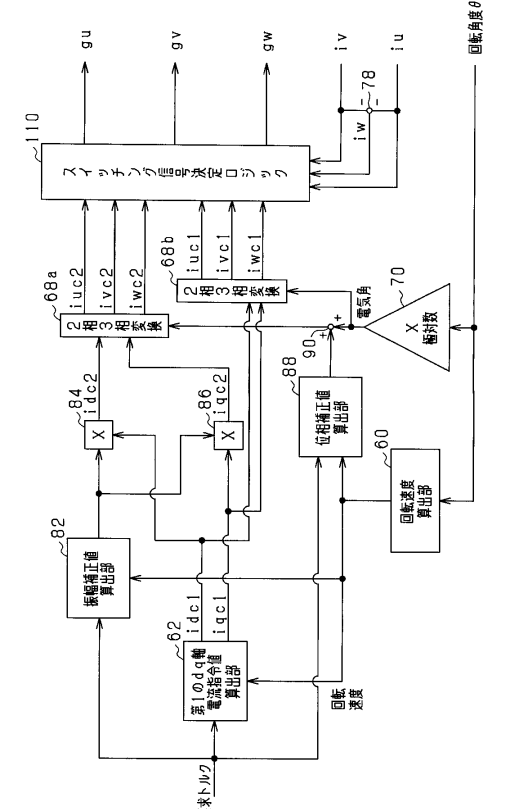 110
スイッチング信号決定ロジック
gu
gv
gw
iv
iw
78
iu
回転角度θ
68a
2相3相変換
iuc2
ivc2
iwc2
68b
2相3相変換
iuc1
ivc1
iwc1
電気角
70
X
極対数
90
+
+
84
X
idc2
86
X
iqc2
88
位相補正値
算出部
60
回転速度
算出部
82
振幅補正値
算出部
62
第1のdq軸
電流指令値
算出部
idc1
iqc1
回転
速度
求トルク